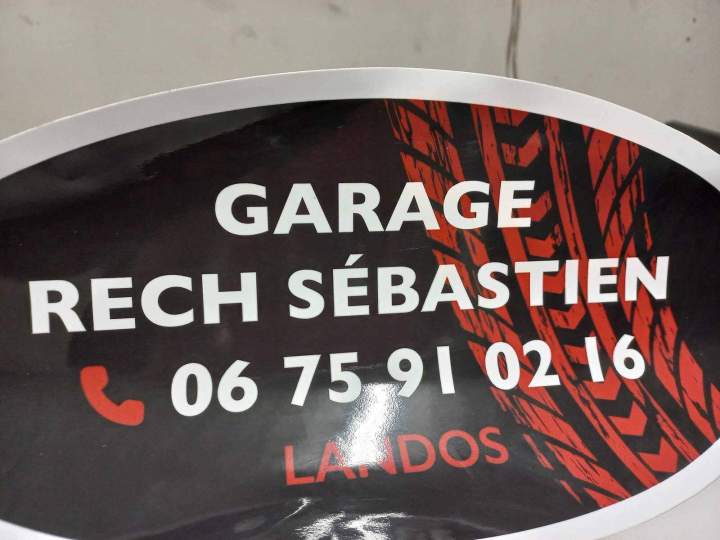 GARAGE
RECH SÉBASTIEN
06 75 91 02 16
LANDOS